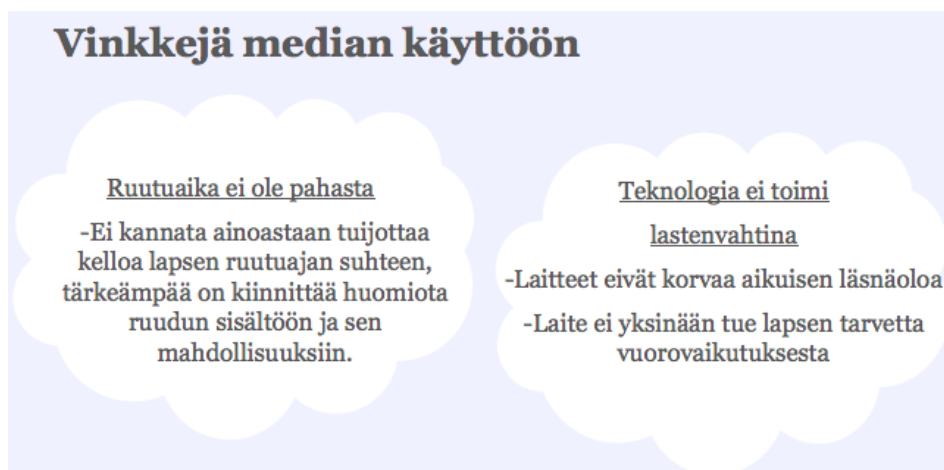 Vinkkejä median käyttöön
Ruutuaika ei ole pahasta
-Ei kannata ainoastaan tuijottaa
kelloa lapsen ruutuajan suhteen,
tärkeämpää on kiinnittää huomiota
ruudun sisältöön ja sen
mahdollisuuksiin.
Teknologia ei toimi
lastenvahtina
-Laitteet eivät korvaa aikuisen läsnäoloa
-Laite ei yksinään tue lapsen tarvetta
vuorovaikutuksesta